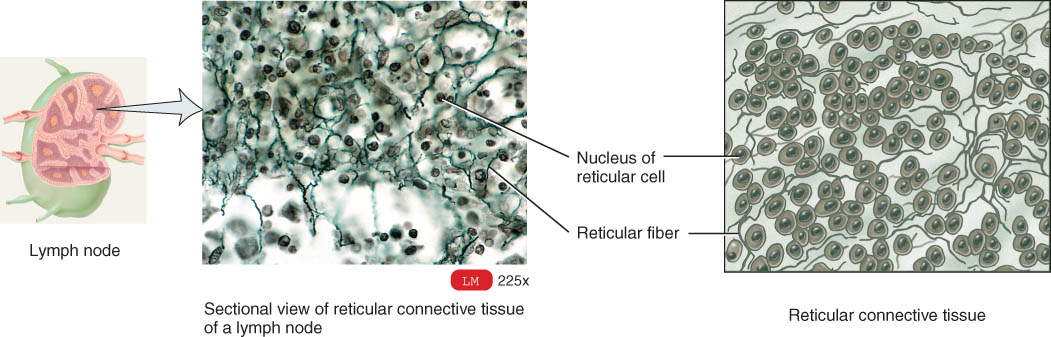 Lymph node
Nucleus of
reticular cell
Reticular fiber
LM 225x
Sectional view of reticular connective tissue
of a lymph node
Reticular connective tissue